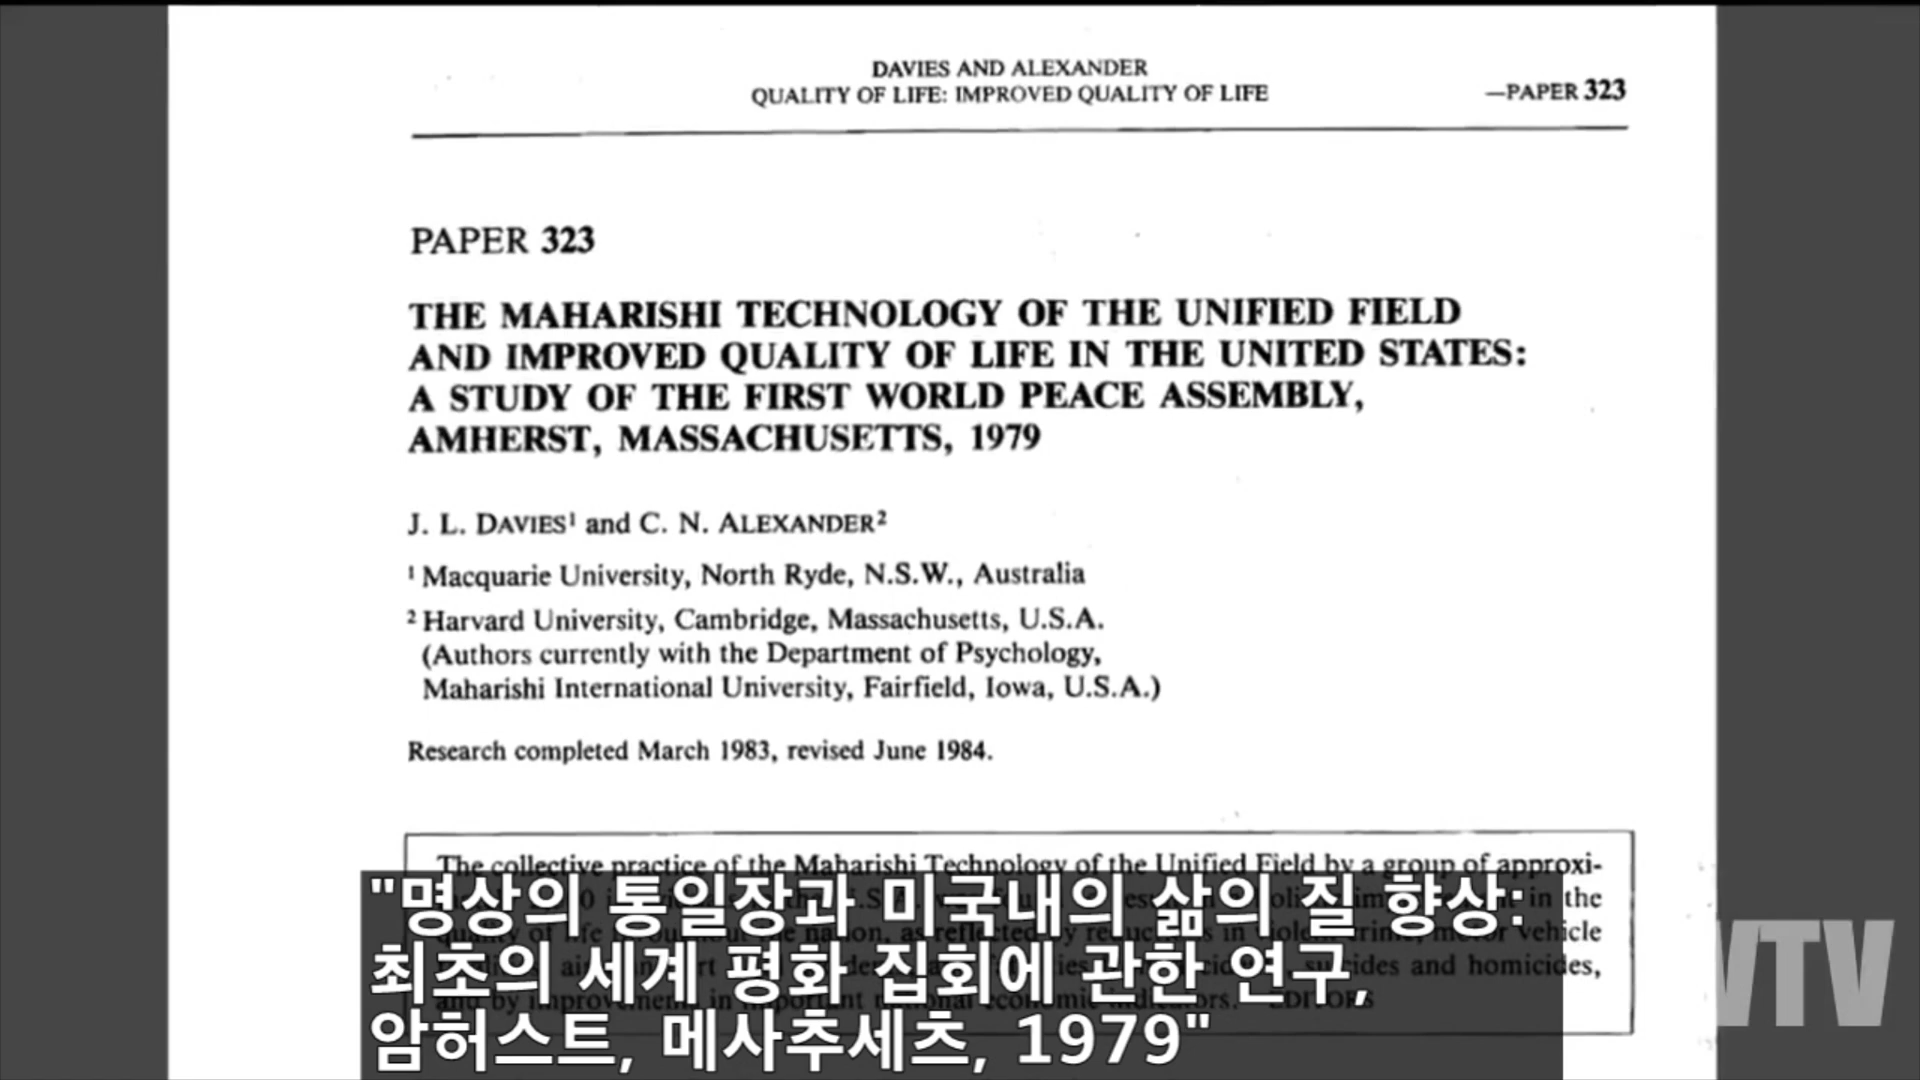 DAVIES AND ALEXANDER
QUALITY OF LIFE: IMPROVED QUALITY OF LIFE
—PAPER 323
PAPER 323
THE MAHARISHI TECHNOLOGY OF THE UNIFIED FIELD
AND IMPROVED QUALITY OF LIFE IN THE UNITED STATES:
A STUDY OF THE FIRST WORLD PEACE ASSEMBLY,
AMHERST, MASSACHUSETTS, 1979
J. L. DAVIES¹ and C. N. ALEXANDER²
¹ Macquarie University, North Ryde, N.S.W., Australia
² Harvard University, Cambridge, Massachusetts, U.S.A.
(Authors currently with the Department of Psychology,
Maharishi International University, Fairfield, Iowa, U.S.A.)
Research completed March 1983, revised June 1984.
The collective practice of the Maharishi Technology of the Unified Field by a group of approxi-
in the
vehicle
and homicides,
"명상의 통일장과 미국내의 삶의 질 향상:
최초의 세계 평화 집회에 관한 연구,
암허스트, 메사추세츠, 1979"
VTV